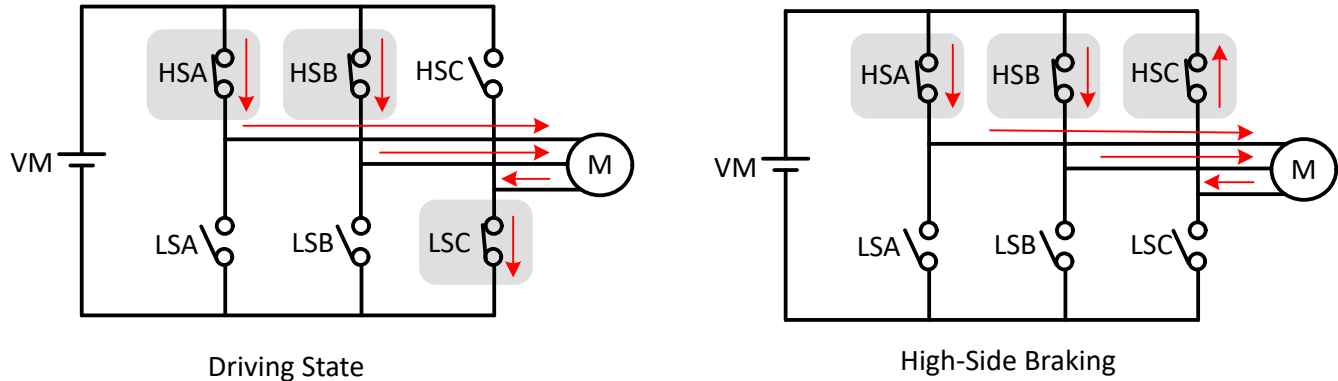 HSA
HSB
HSC
VM
M
LSA
LSB
LSC
Driving State
HSA
HSB
HSC
VM
M
LSA
LSB
LSC
High-Side Braking